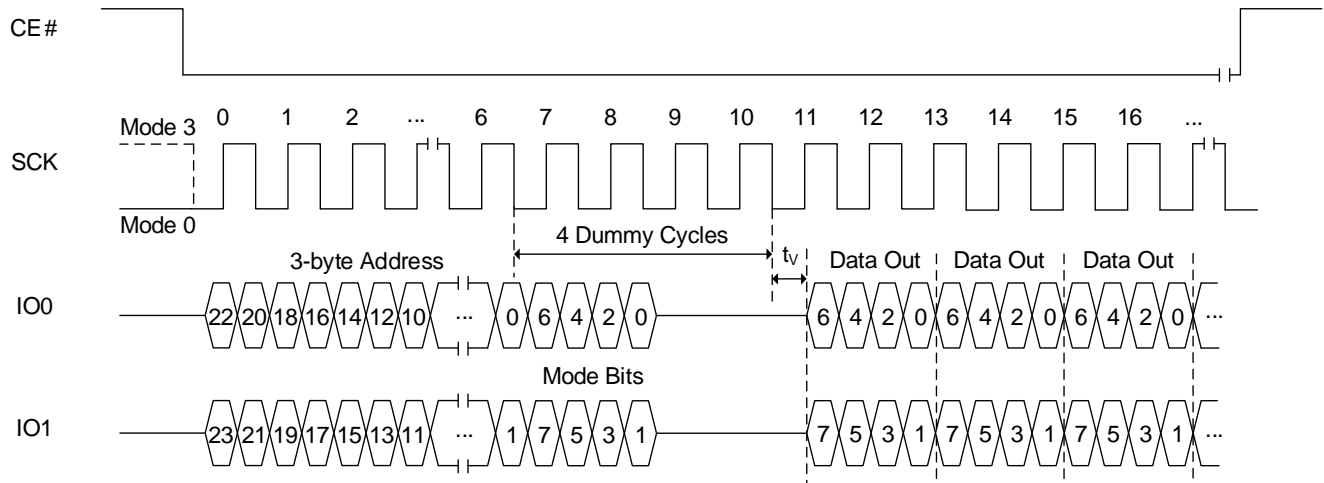 CE#
0 1 2 ... 6 7 8 9 10 11 12 13 14 15 16 ...
Mode 3
SCK
Mode 0
4 Dummy Cycles
3-byte Address
tV
Data Out Data Out Data Out
IO0
22 20 18 16 14 12 10 ... 0 6 4 2 0 6 4 2 0 6 4 2 0 6 4 2 0 ...
Mode Bits
IO1
23 21 19 17 15 13 11 ... 1 7 5 3 1 7 5 3 1 7 5 3 1 7 5 3 1 ...